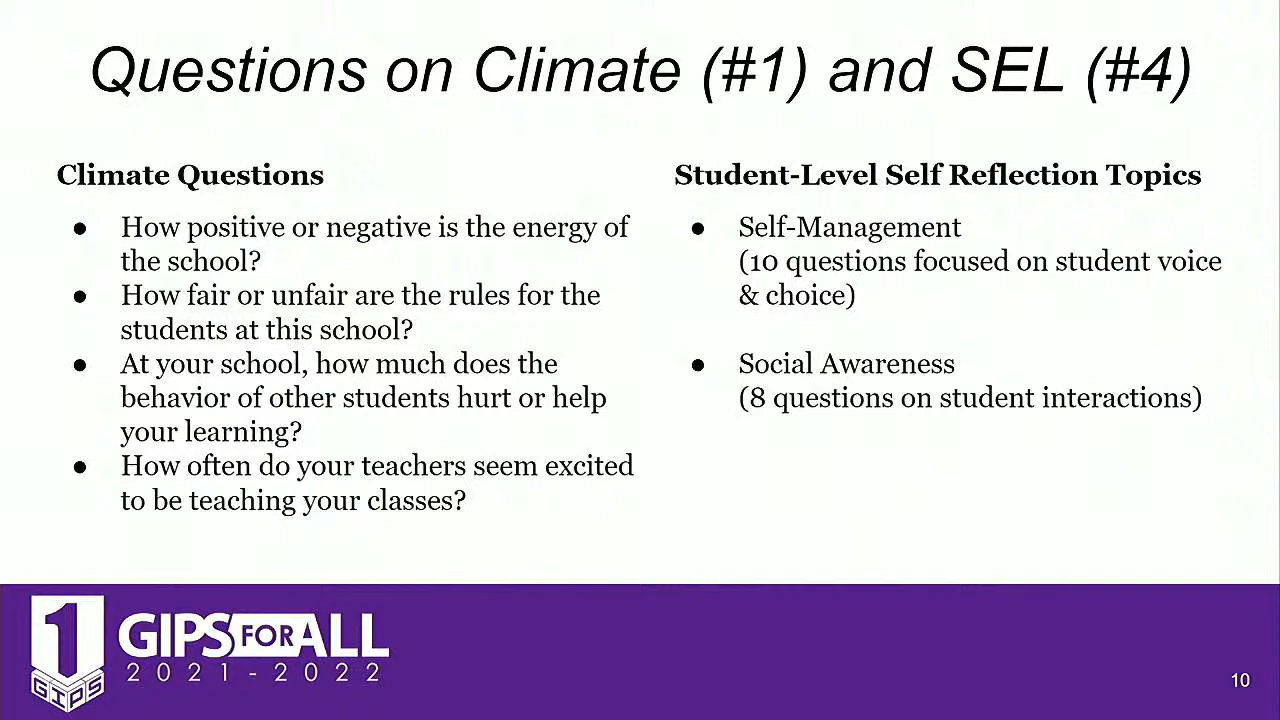 Questions on Climate (#1) and SEL (#4)
Climate Questions
● How positive or negative is the energy of
the school?
● How fair or unfair are the rules for the
students at this school?
● At your school, how much does the
behavior of other students hurt or help
your learning?
● How often do your teachers seem excited
to be teaching your classes?
Student-Level Self Reflection Topics
● Self-Management
(10 questions focused on student voice
& choice)
● Social Awareness
(8 questions on student interactions)
1
GIPS
GIPS FOR ALL
2021-2022
10